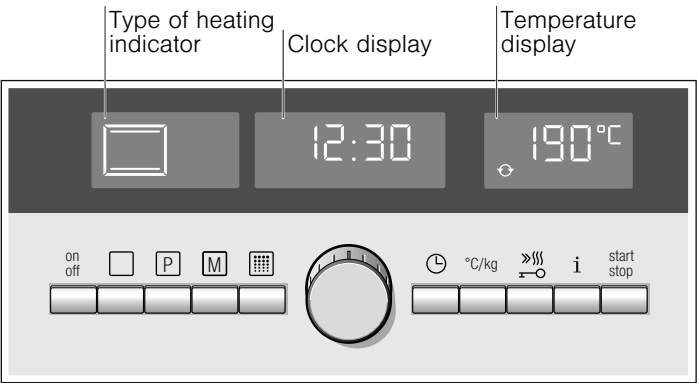 Type of heating
indicator
Clock display
Temperature
display
12:30
190°C
on
off
P
M
°C/kg
i
start
stop